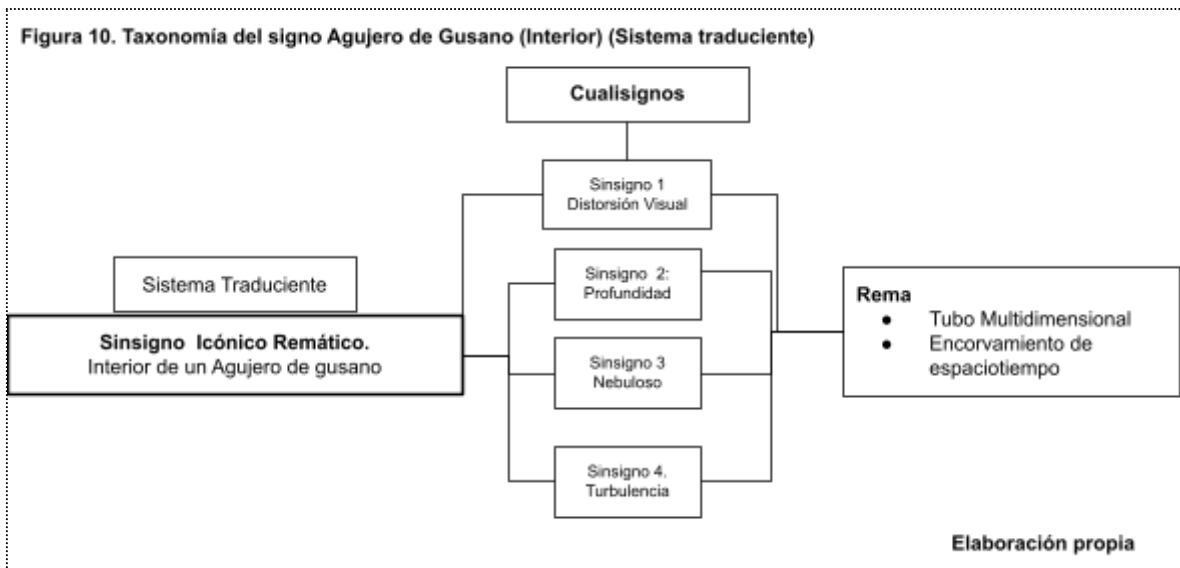 Figura 10. Taxonomía del signo Agujero de Gusano (Interior) (Sistema traduciente)
Cualisignos
Sinsigno 1
Distorsión Visual
Sistema Traduciente
Sinsigno Icónico Remático.
Interior de un Agujero de gusano
Sinsigno 2:
Profundidad
Sinsigno 3
Nebuloso
Sinsigno 4.
Turbulencia
Rema
● Tubo Multidimensional
● Encorvamiento de
espaciotiempo
Elaboración propia